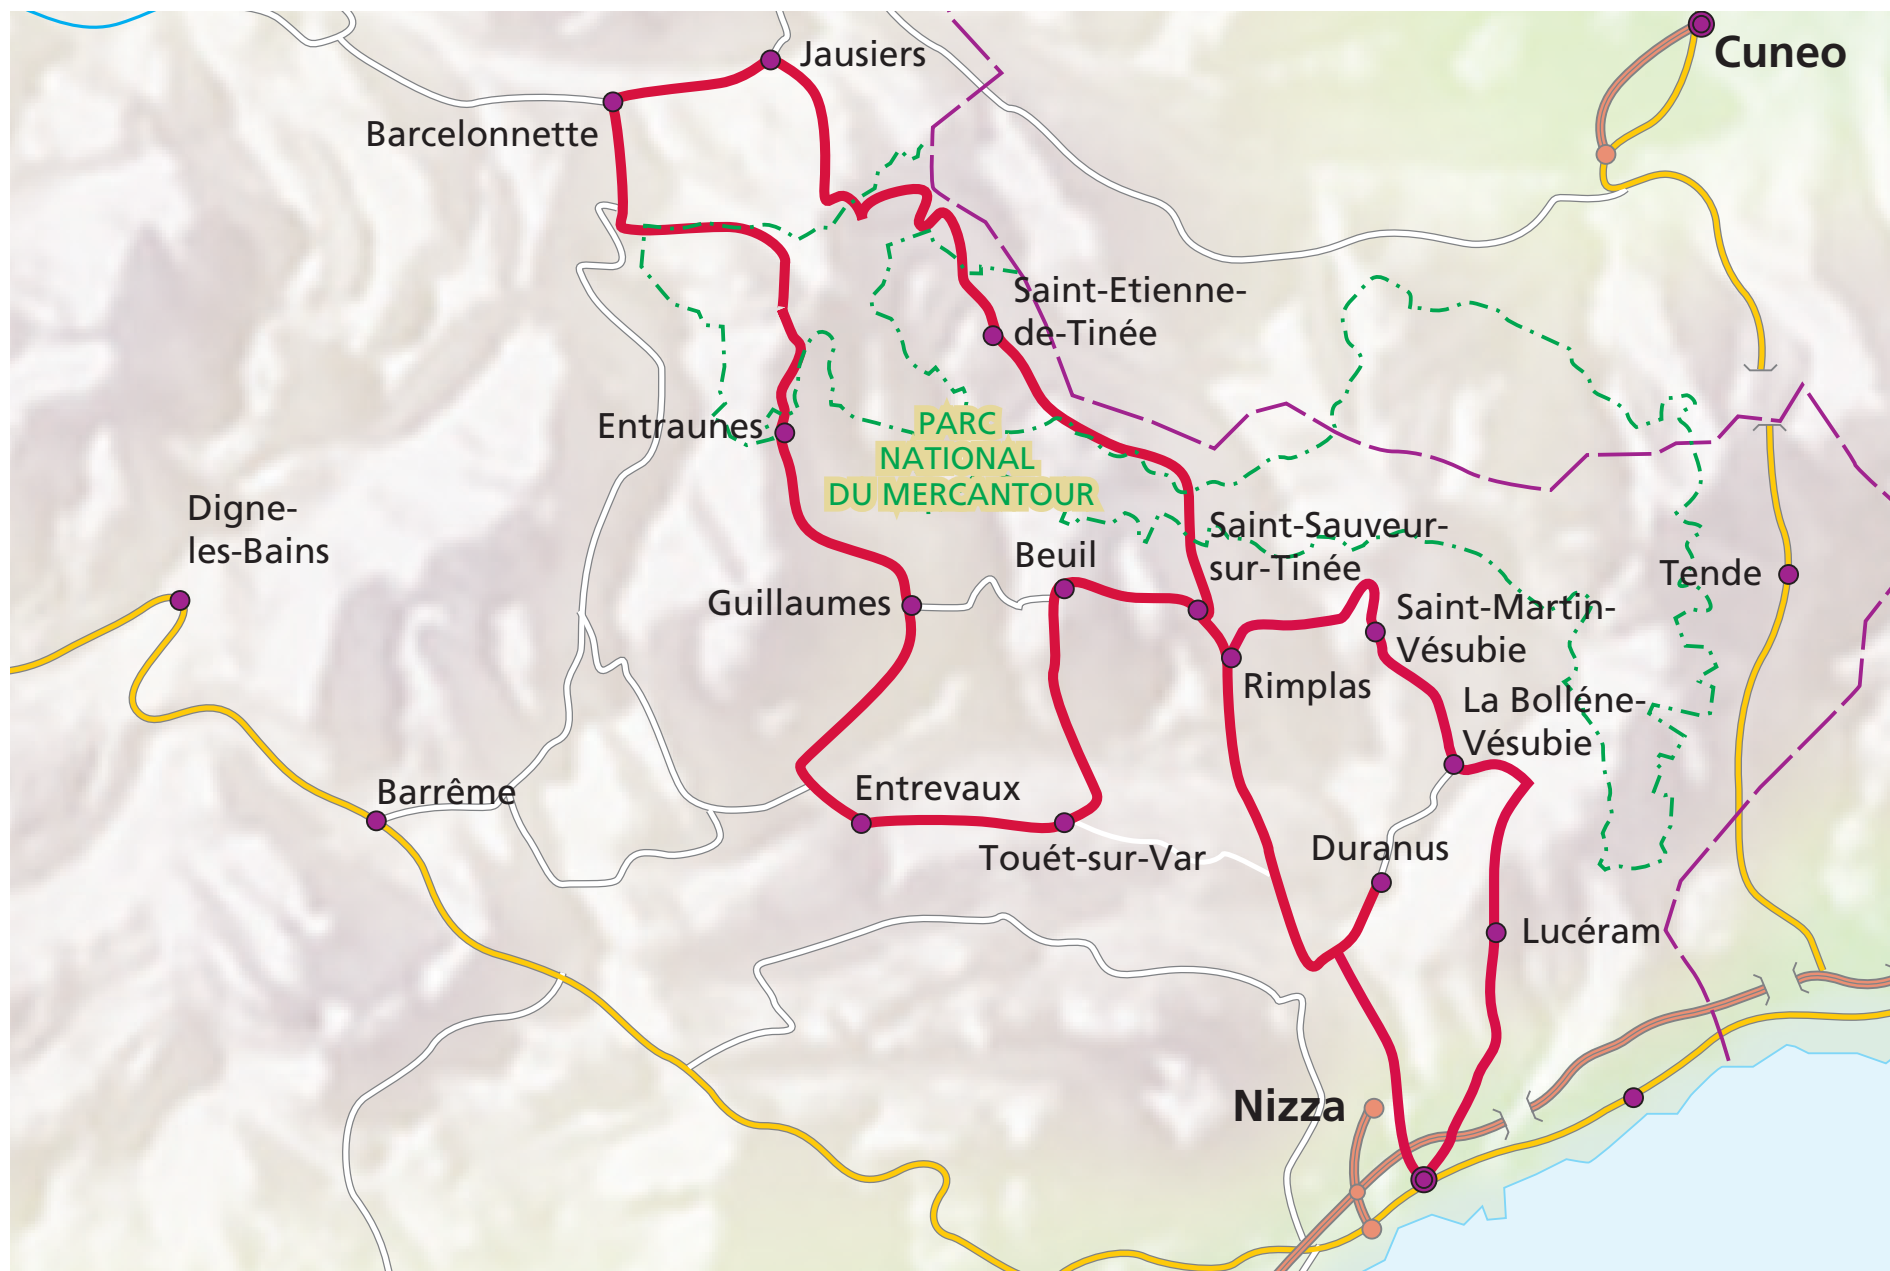 Jausiers
Cuneo
Barcelonnette
Saint-Etienne-
de-Tinée
Entraunes
PARC
NATIONAL
DU MERCANTOUR
Digne-
les-Bains
Saint-Sauveur-
sur-Tinée
Beuil
Tende
Guillaumes
Saint-Martin-
Vésubie
Rimplas
La Bolléne-
Vésubie
Barrême
Entrevaux
Touét-sur-Var
Duranus
Lucéram
Nizza